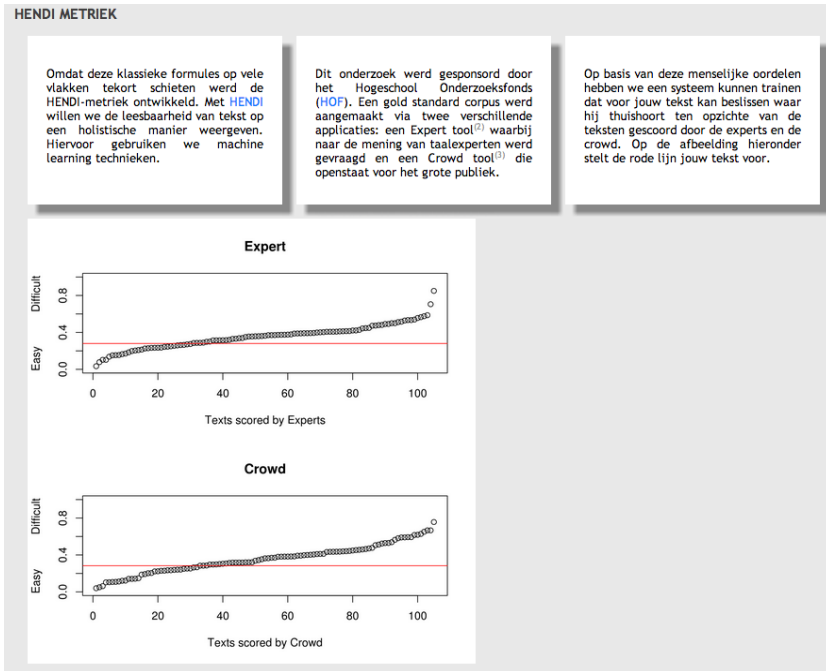 HENDI METRIEK
Omdat deze klassieke formules op vele
vlakken tekort schieten werd de
HENDI-metriek ontwikkeld. Met HENDI
willen we de leesbaarheid van tekst op
een holistische manier weergeven.
Hiervoor gebruiken we machine
learning technieken.
Dit onderzoek werd gesponsord door
het Hogeschool Onderzoeksfonds
(HOF). Een gold standard corpus werd
aangemaakt via twee verschillende
applicaties: een Expert tool(2) waarbij
naar de mening van taalexperten werd
gevraagd en een Crowd tool(3) die
openstaat voor het grote publiek.
Op basis van deze menselijke oordelen
hebben we een systeem kunnen trainen
dat voor jouw tekst kan beslissen waar
hij thuishoort ten opzichte van de
teksten gescoord door de experts en de
crowd. Op de afbeelding hieronder
stelt de rode lijn jouw tekst voor.
Expert
Difficult
Easy
0.8
0.4
0.0
0 20 40 60 80 100
Texts scored by Experts
Crowd
Difficult
Easy
0.8
0.4
0.0
0 20 40 60 80 100
Texts scored by Crowd